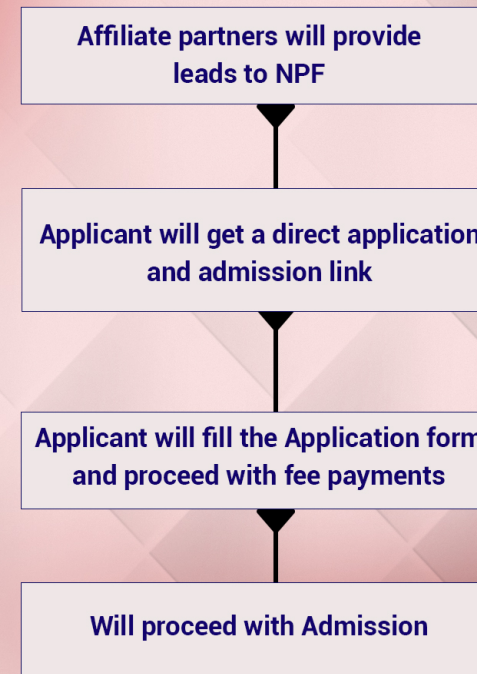 Affiliate partners will provide
leads to NPF
Applicant will get a direct application
and admission link
Applicant will fill the Application form
and proceed with fee payments
Will proceed with Admission